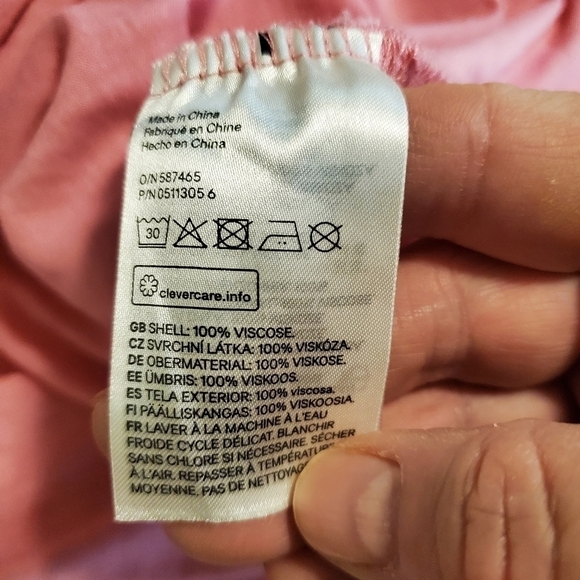 Made in China
Fabriqué en Chine
Hecho en China
O/N 587465
P/N 0511305 6
30
clevercare.info
GB SHELL: 100% VISCOSE.
CZ SVRCHNÍ LÁTKA: 100% VISKÓZA.
DE OBERMATERIAL: 100% VISKOSE.
EE ÜMBRIS: 100% VISKOOS.
ES TELA EXTERIOR: 100% viscosa.
FI PÄÄLLISKANGAS: 100% VISKOOSIA.
FR LAVER À LA MACHINE À L'EAU
FROIDE CYCLE DÉLICAT. BLANCHIR
SANS CHLORE SI NÉCESSAIRE. SÉCHER
À L'AIR. REPASSER À
MOYENNE. PAS DE